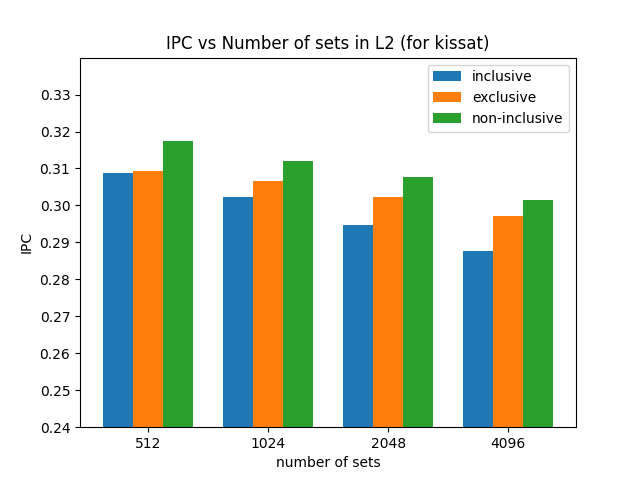 IPC vs Number of sets in L2 (for kissat)
inclusive
exclusive
non-inclusive
IPC
0.33
0.32
0.31
0.30
0.29
0.28
0.27
0.26
0.25
0.24
512 1024 2048 4096
number of sets